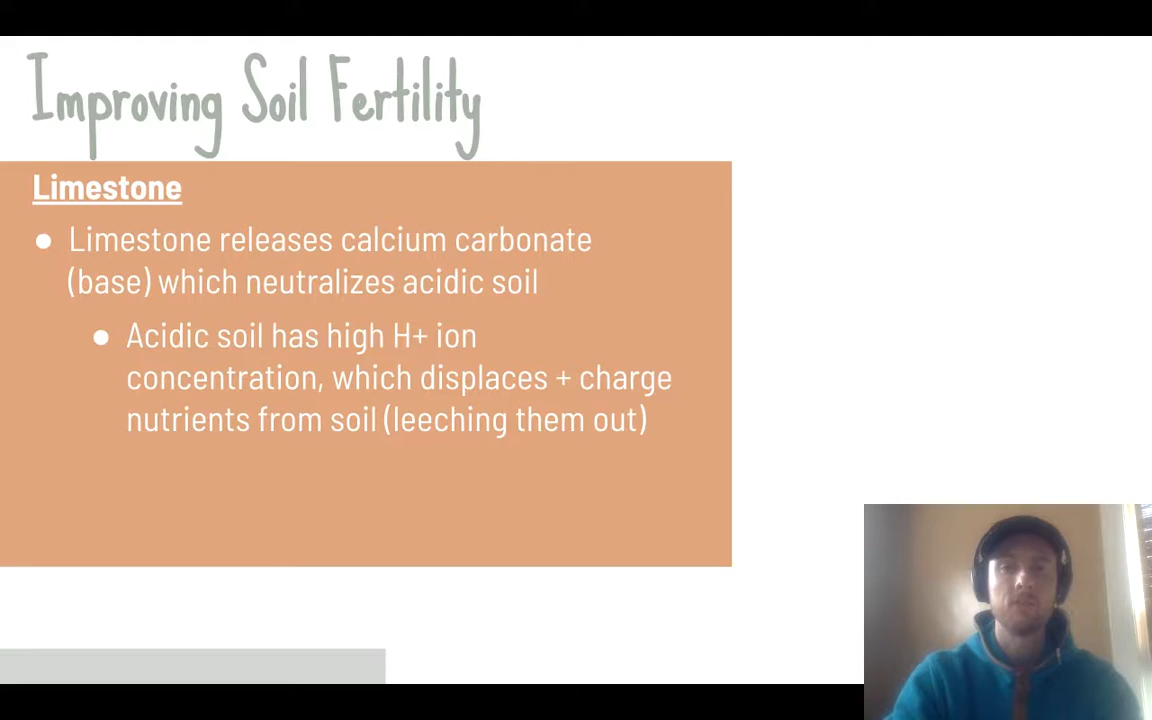 Improving Soil Fertility
Limestone
● Limestone releases calcium carbonate
(base) which neutralizes acidic soil
● Acidic soil has high H+ ion
concentration, which displaces + charge
nutrients from soil (leeching them out)